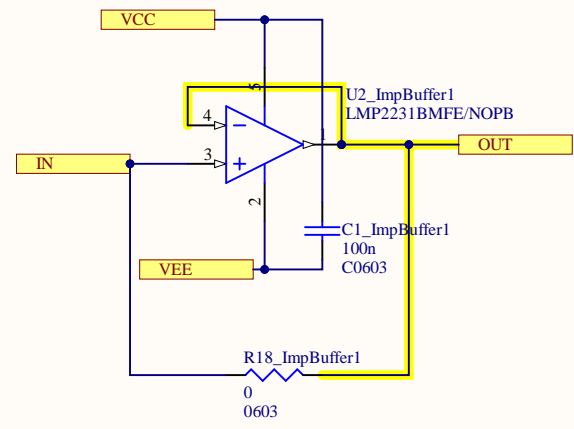 VCC
5
U2_ImpBuffer1
LMP2231BMFE/NOPB
4
1
OUT
3
IN
2
C1_ImpBuffer1
100n
C0603
VEE
R18_ImpBuffer1
0
0603